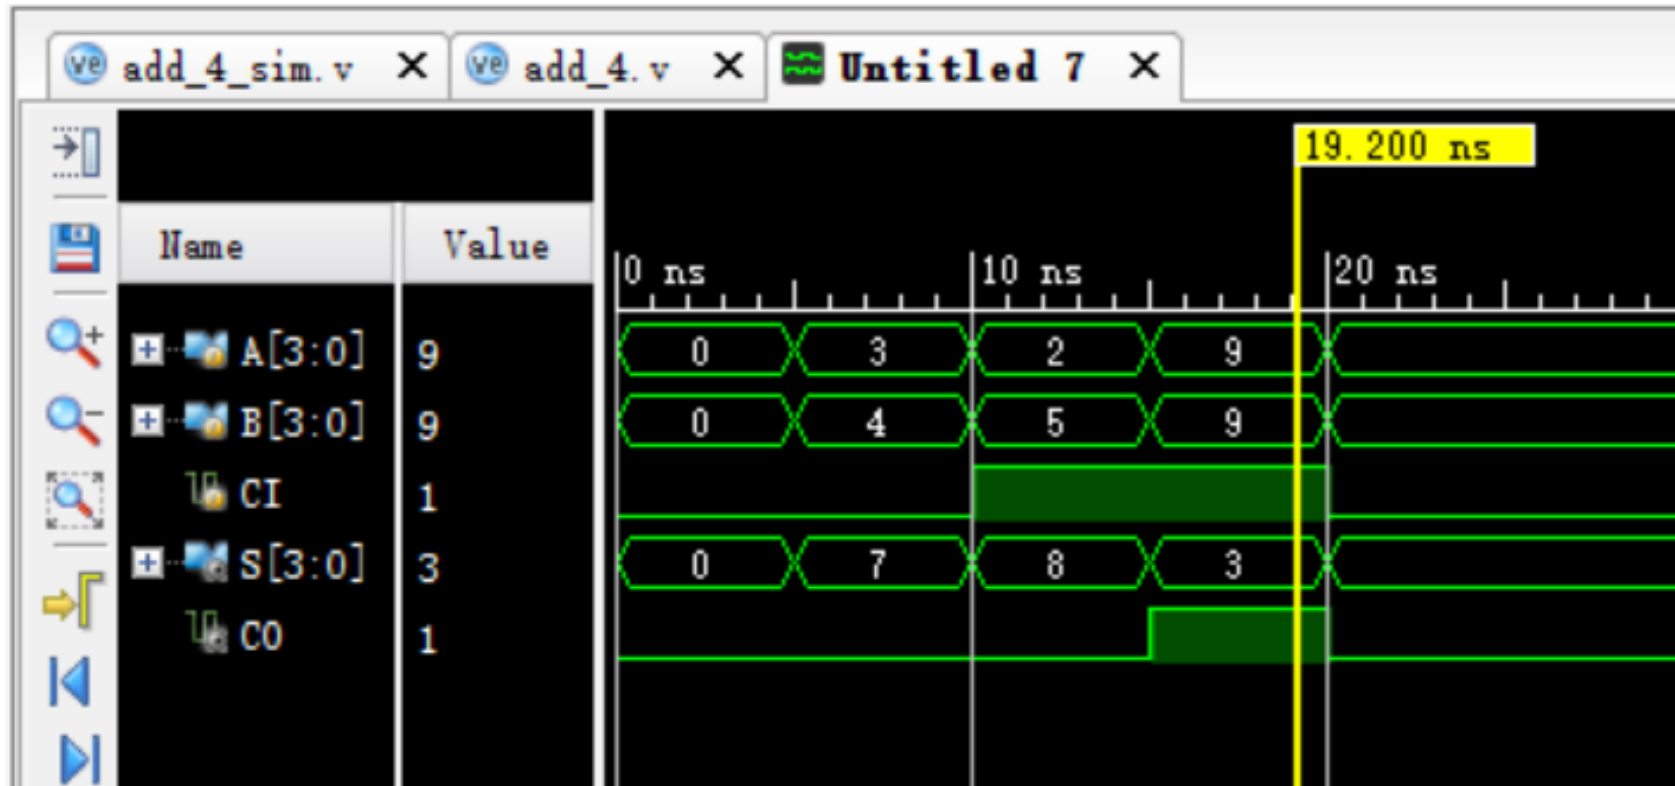 add_4_sim.v × add_4.v × Untitled 7 ×
19.200 ns
Name Value
0 ns 10 ns 20 ns
A[3:0] 9 0 3 2 9
B[3:0] 9 0 4 5 9
CI 1
S[3:0] 3 0 7 8 3
CO 1